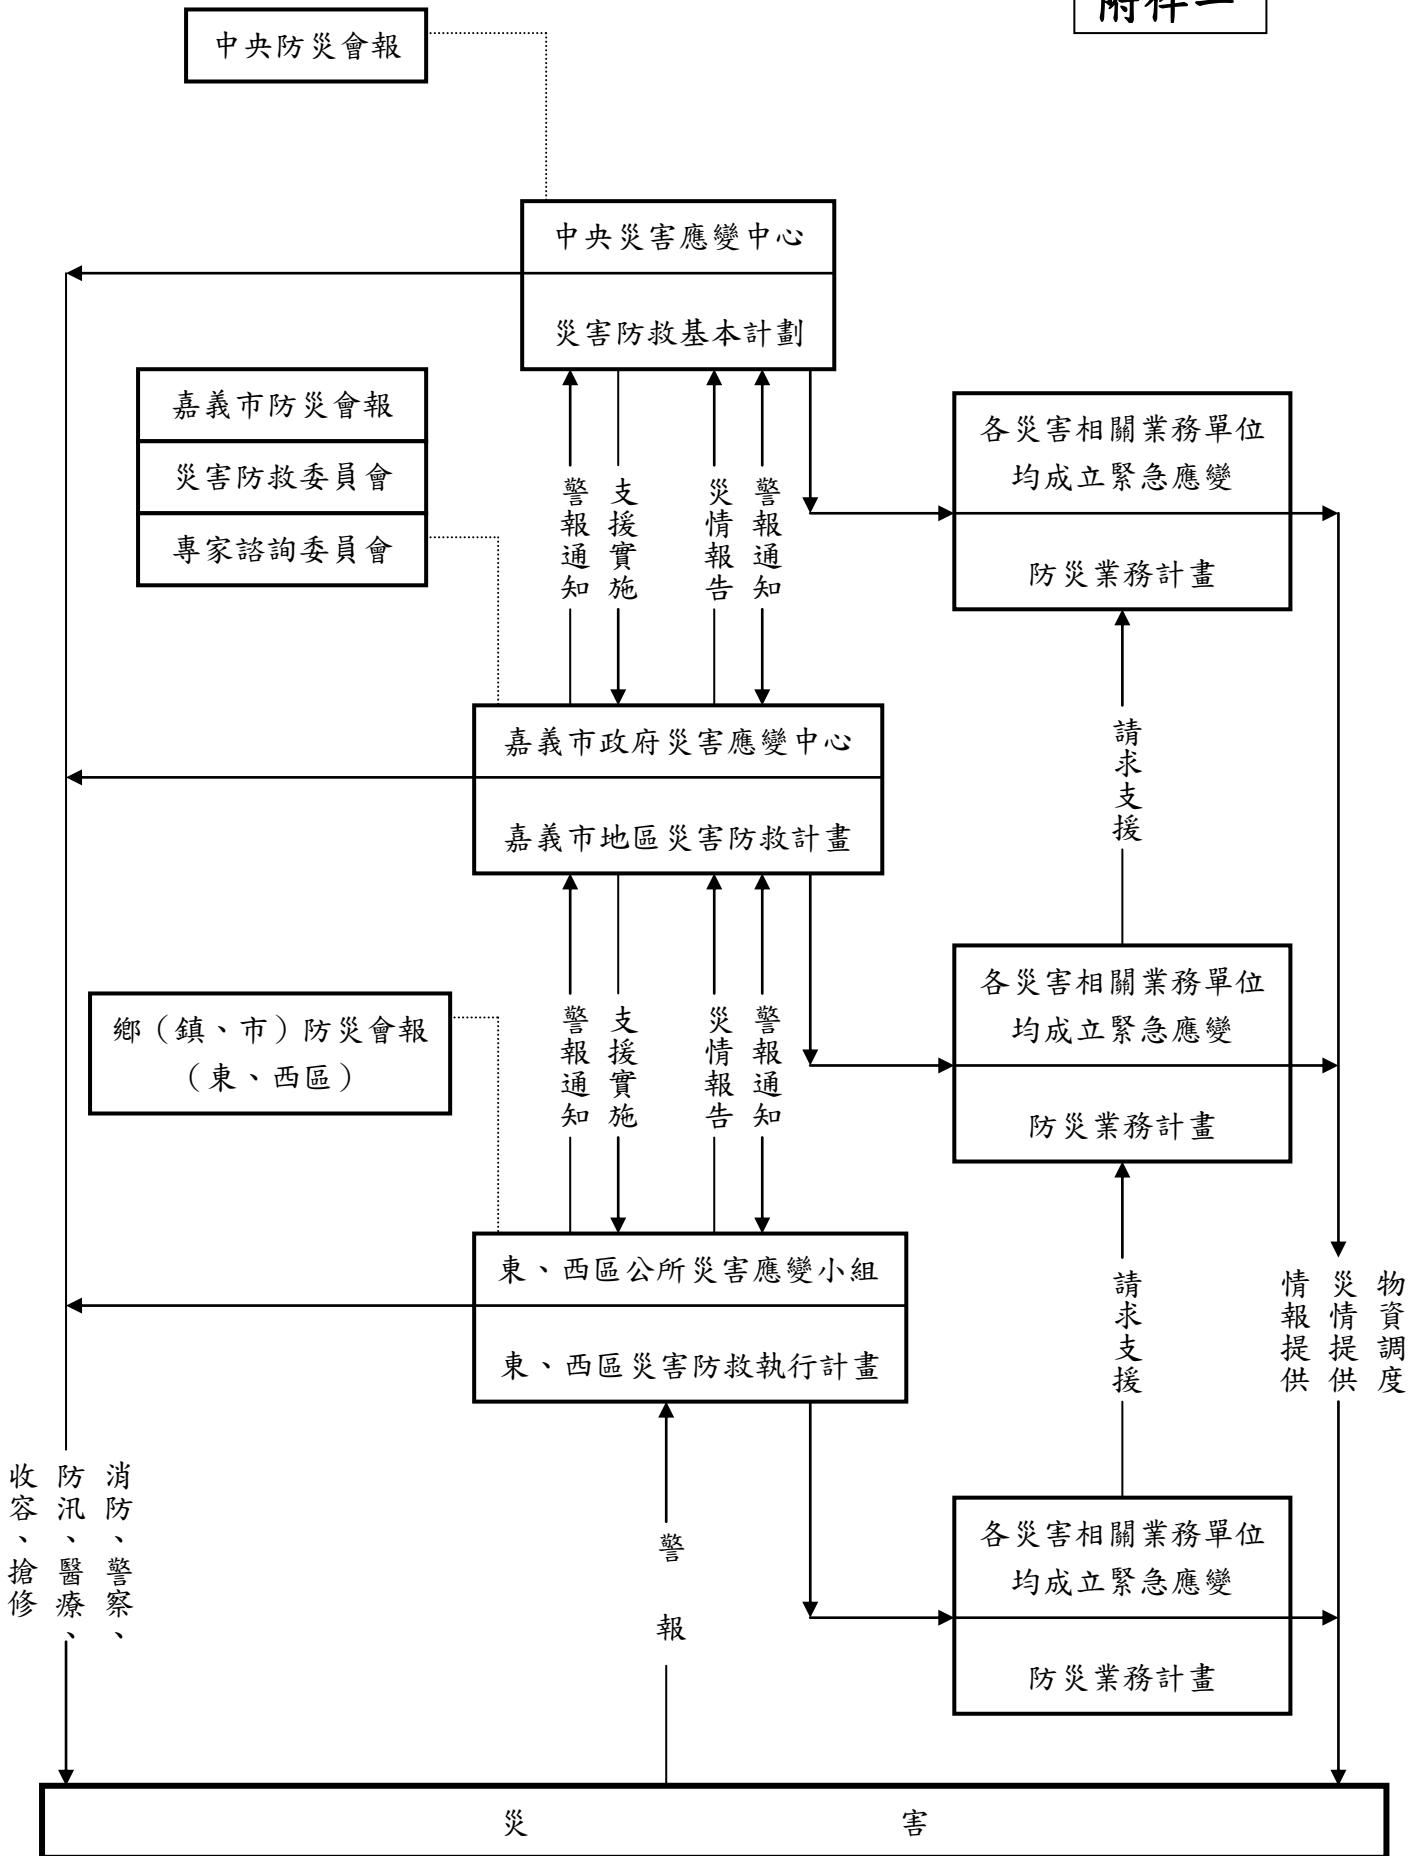 附件二
中央防災會報
中央災害應變中心
災害防救基本計劃
嘉義市防災會報
災害防救委員會
專家諮詢委員會
各災害相關業務單位
均成立緊急應變
防災業務計畫
警報通知
支援實施
災情報告
警報通知
嘉義市政府災害應變中心
嘉義市地區災害防救計畫
請求支援
鄉（鎮、市）防災會報
（東、西區）
各災害相關業務單位
均成立緊急應變
防災業務計畫
警報通知
支援實施
災情報告
警報通知
東、西區公所災害應變小組
東、西區災害防救執行計畫
請求支援
物資調度
災情提供
情報提供
消防、警察、
防汛、醫療、
收容、搶修
警報
各災害相關業務單位
均成立緊急應變
防災業務計畫
災害